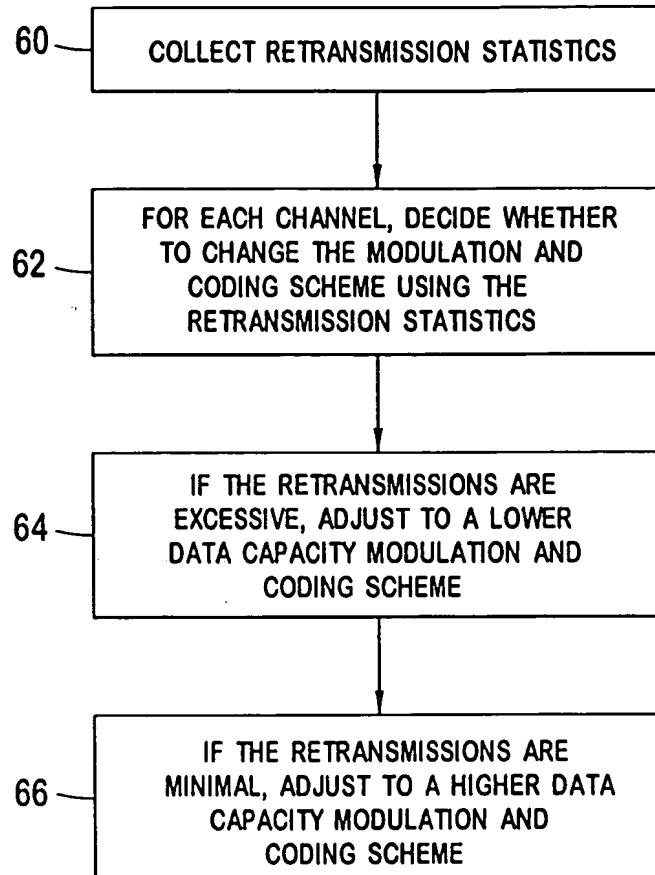 60
COLLECT RETRANSMISSION STATISTICS
62
FOR EACH CHANNEL, DECIDE WHETHER
TO CHANGE THE MODULATION AND
CODING SCHEME USING THE
RETRANSMISSION STATISTICS
64
IF THE RETRANSMISSIONS ARE
EXCESSIVE, ADJUST TO A LOWER
DATA CAPACITY MODULATION AND
CODING SCHEME
66
IF THE RETRANSMISSIONS ARE
MINIMAL, ADJUST TO A HIGHER DATA
CAPACITY MODULATION AND
CODING SCHEME